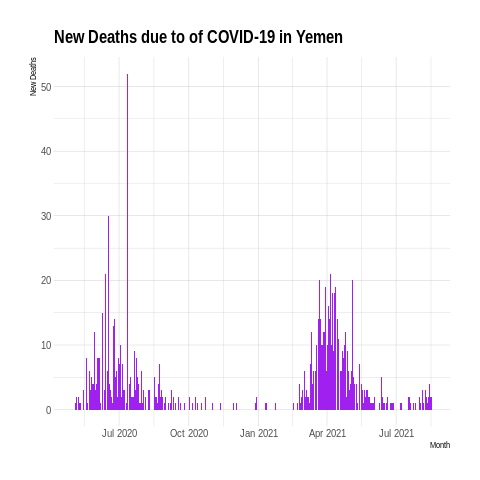 New Deaths due to of COVID-19 in Yemen
New Deaths
50
40
30
20
10
0
Jul 2020 Oct 2020 Jan 2021 Apr 2021 Jul 2021
Month